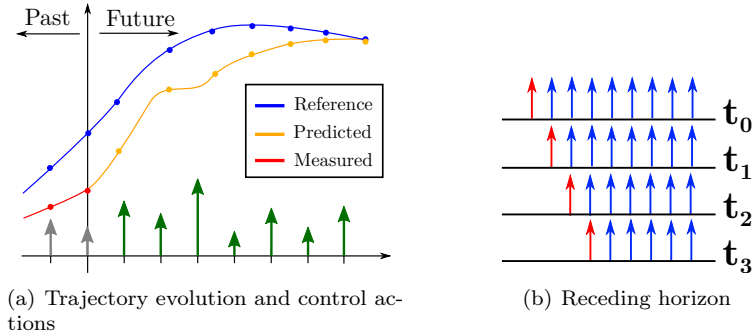 Past
Future
Reference
Predicted
Measured
(a) Trajectory evolution and control ac-
tions
t0
t1
t2
t3
(b) Receding horizon